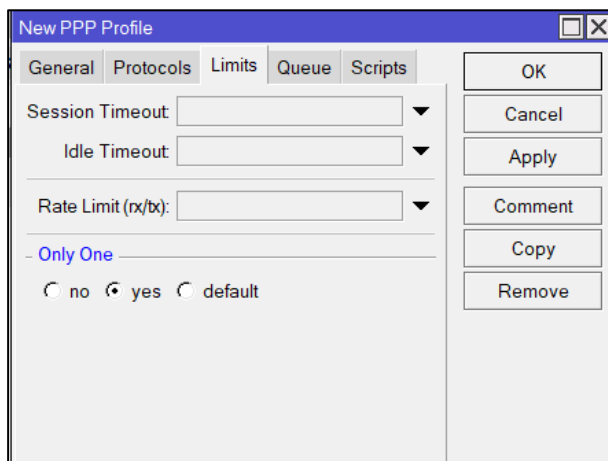 New PPP Profile
General Protocols Limits Queue Scripts
OK
Session Timeout:
Cancel
Idle Timeout:
Apply
Rate Limit (rx/tx):
Comment
Copy
Only One
no yes default
Remove